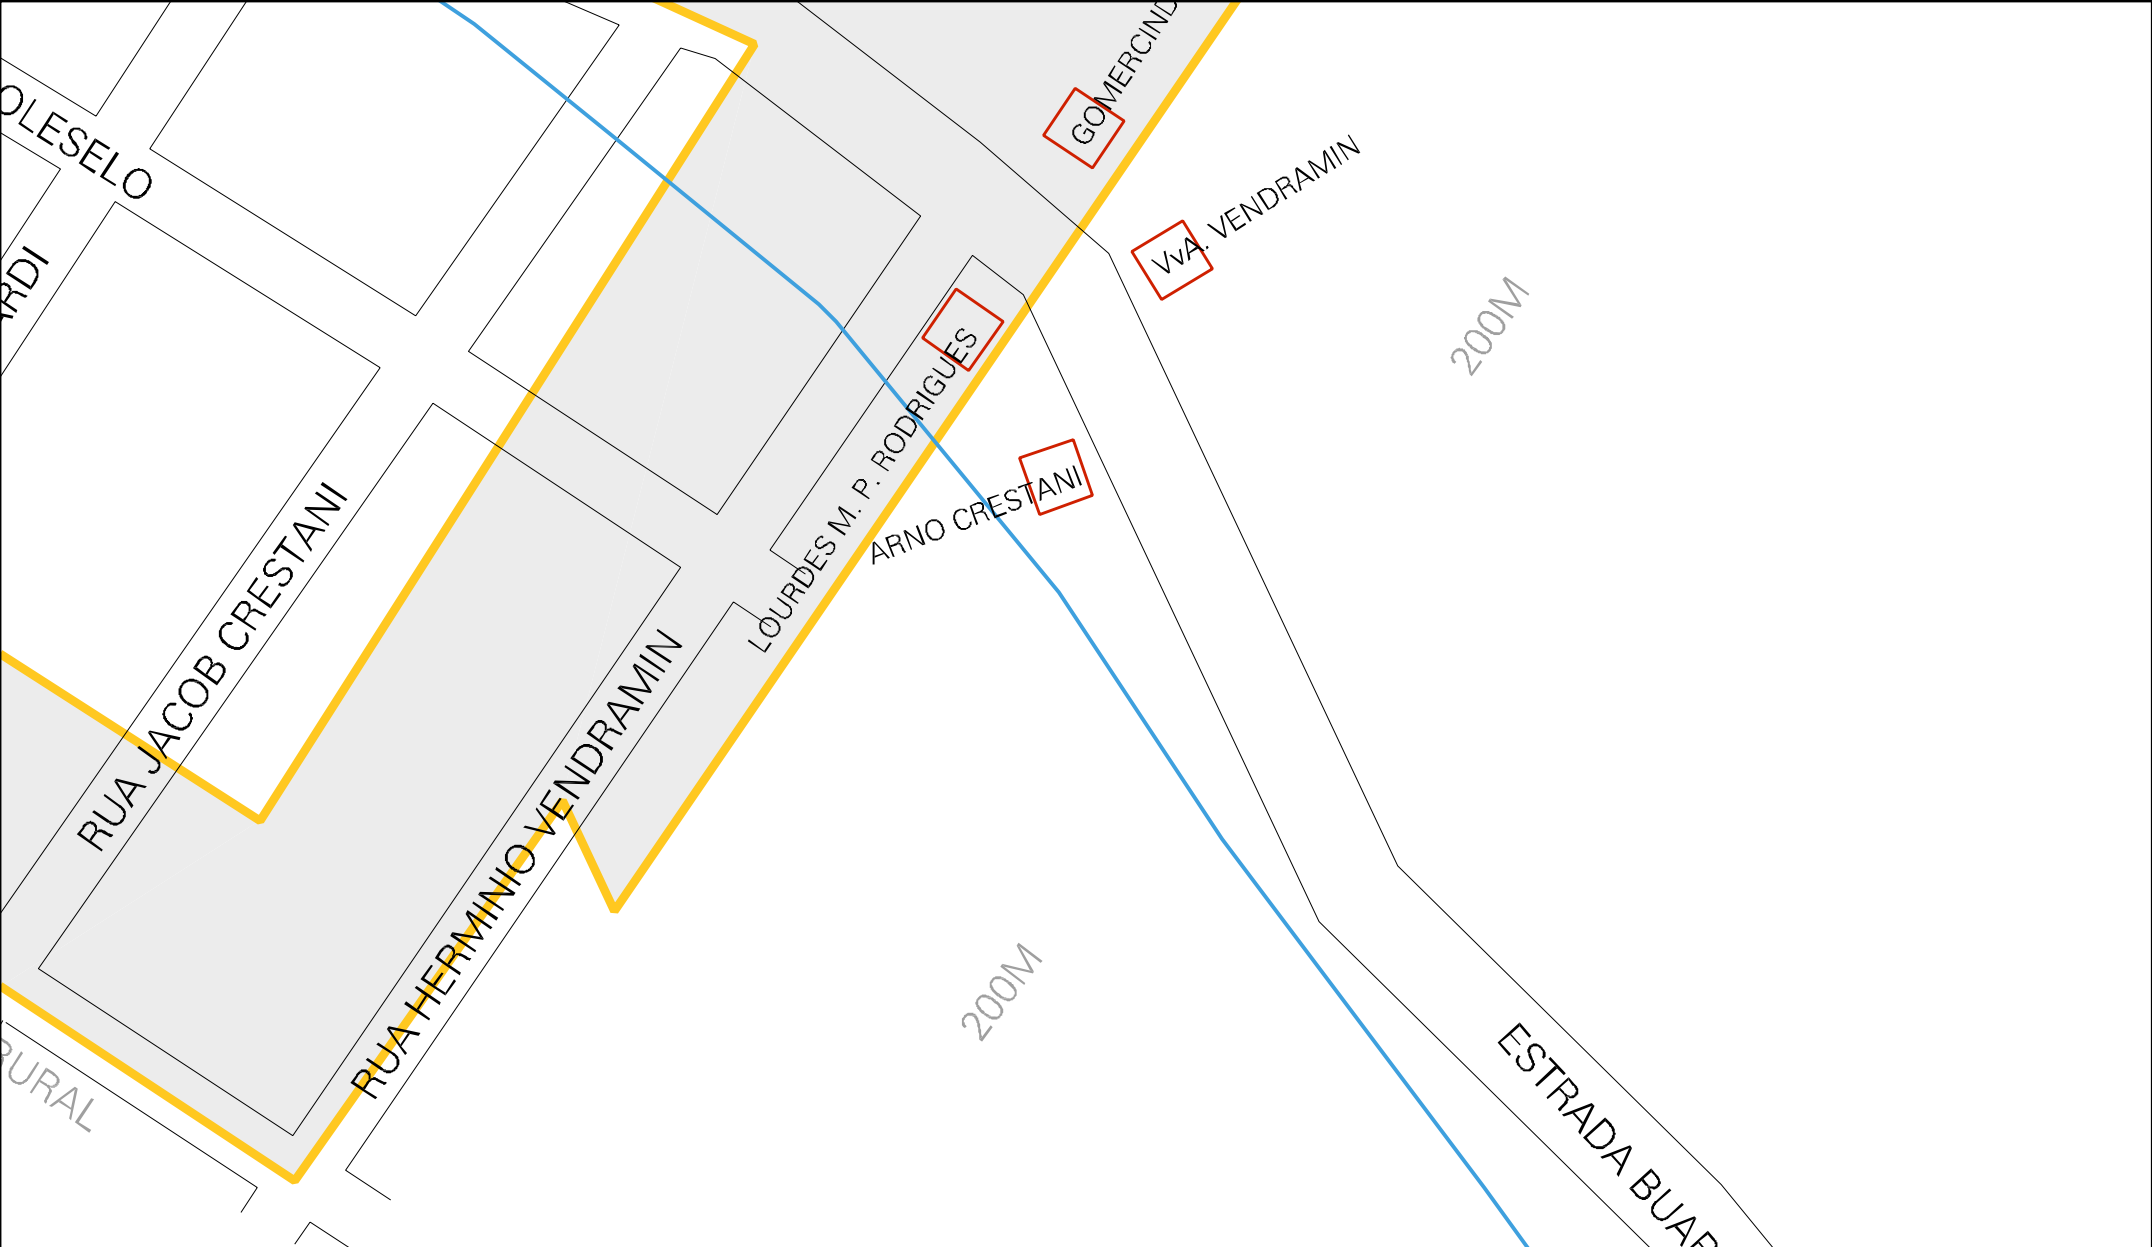 GOMERCIND
OLESELO
VvA. VENDRAMIN
ARDI
200M
LOURDES M. P. RODRIGUES
ARNO CRESTANI
RUA JACOB CRESTANI
RUA HERMINIO VENDRAMIN
200M
RURAL
ESTRADA BUAR